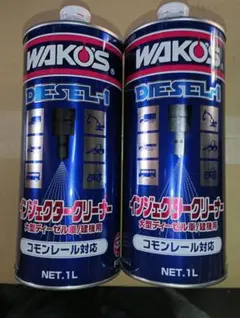 WAKO'S®
DIESEL-1
インジェクタークリーナー
大型ディーゼル車/建機用
コモンレール対応
NET.1L
WAKO'S®
DIESEL-1
インジェクタークリーナー
大型ディーゼル車/建機用
コモンレール対応
NET.1L